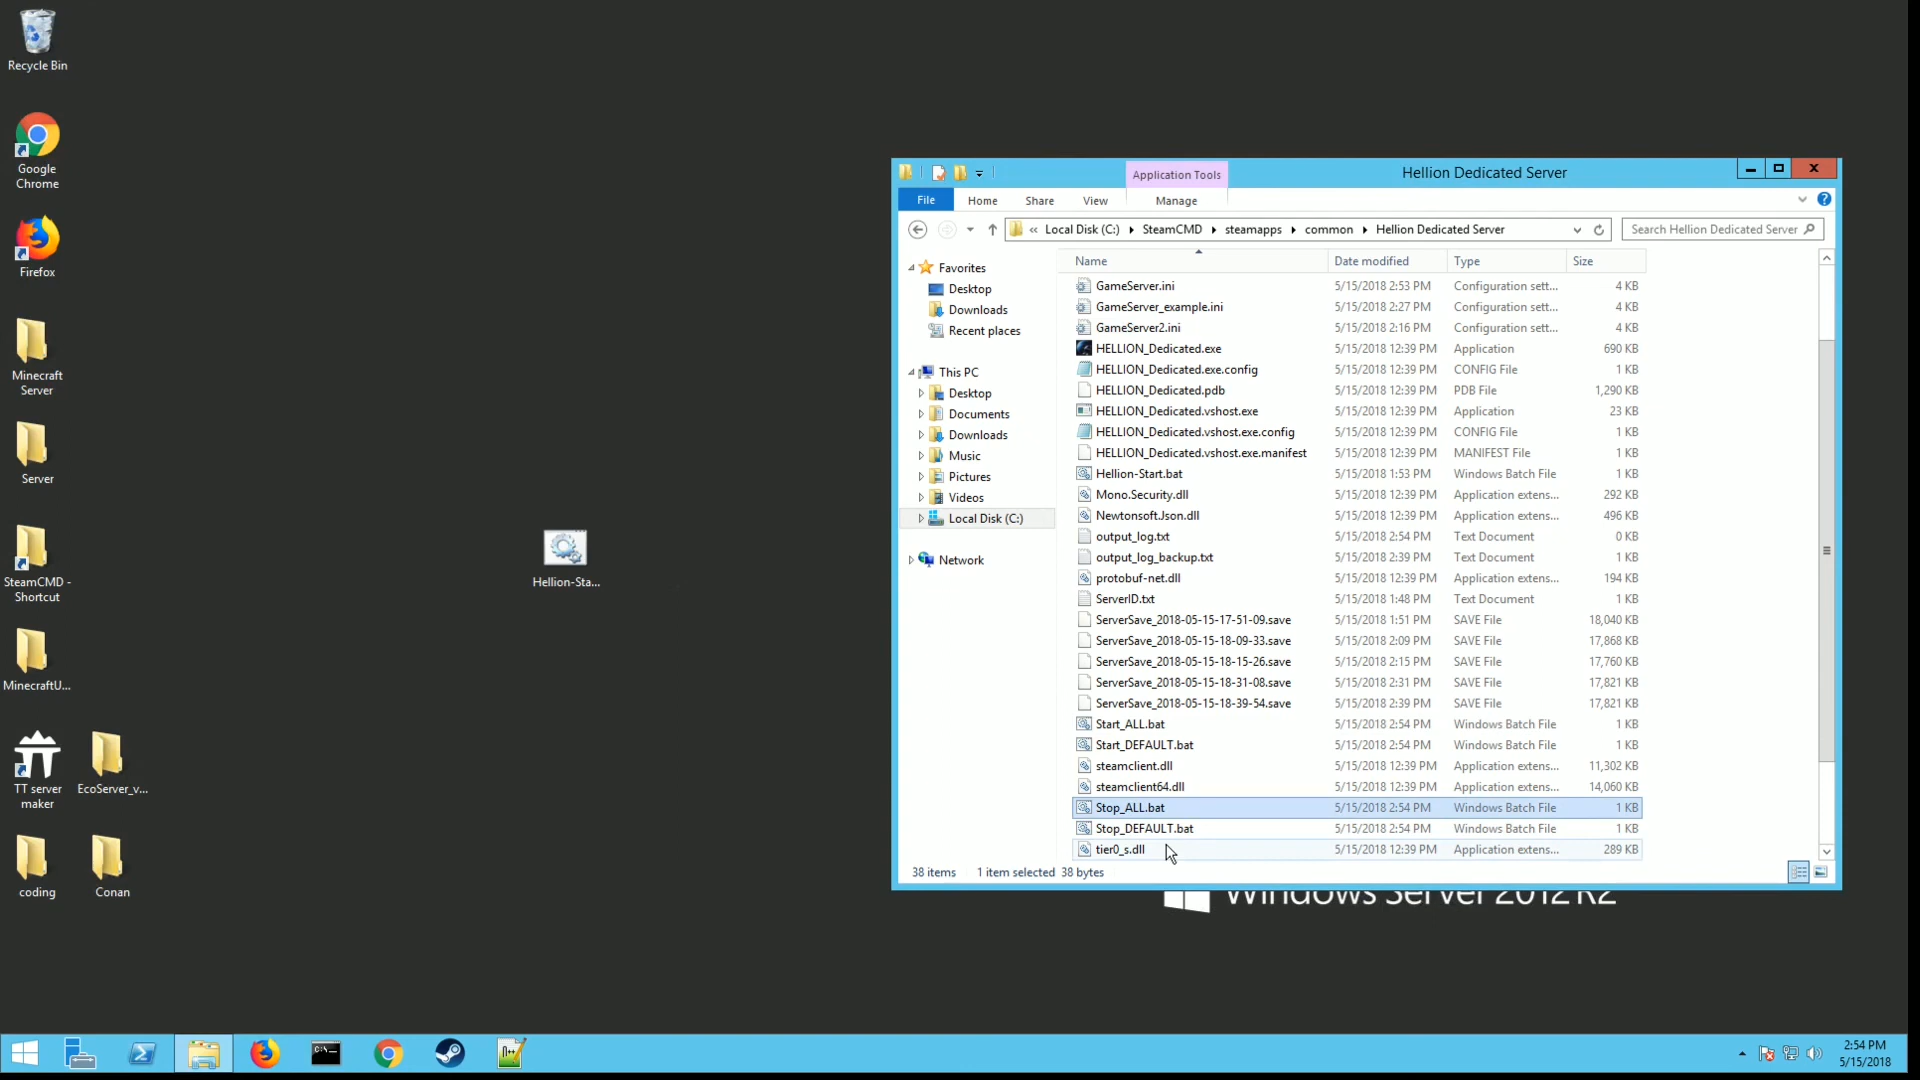 Recycle Bin
Google
Chrome
Firefox
Minecraft
Server
Server
SteamCMD -
Shortcut
MinecraftU...
TT server
maker
EcoServer_v...
coding
Conan
Hellion-Sta...
Application Tools
Hellion Dedicated Server
File
Home
Share
View
Manage
« Local Disk (C:) SteamCMD steamapps common Hellion Dedicated Server
Search Hellion Dedicated Server
Favorites
Desktop
Downloads
Recent places
This PC
Desktop
Documents
Downloads
Music
Pictures
Videos
Local Disk (C:)
Network
Name Date modified Type Size
GameServer.ini 5/15/2018 2:53 PM Configuration sett... 4 KB
GameServer_example.ini 5/15/2018 2:27 PM Configuration sett... 4 KB
GameServer2.ini 5/15/2018 2:16 PM Configuration sett... 4 KB
HELLION_Dedicated.exe 5/15/2018 12:39 PM Application 690 KB
HELLION_Dedicated.exe.config 5/15/2018 12:39 PM CONFIG File 1 KB
HELLION_Dedicated.pdb 5/15/2018 12:39 PM PDB File 1,290 KB
HELLION_Dedicated.vshost.exe 5/15/2018 12:39 PM Application 23 KB
HELLION_Dedicated.vshost.exe.config 5/15/2018 12:39 PM CONFIG File 1 KB
HELLION_Dedicated.vshost.exe.manifest 5/15/2018 12:39 PM MANIFEST File 1 KB
Hellion-Start.bat 5/15/2018 1:53 PM Windows Batch File 1 KB
Mono.Security.dll 5/15/2018 12:39 PM Application extens... 292 KB
Newtonsoft.Json.dll 5/15/2018 12:39 PM Application extens... 496 KB
output_log.txt 5/15/2018 2:54 PM Text Document 0 KB
output_log_backup.txt 5/15/2018 2:39 PM Text Document 1 KB
protobuf-net.dll 5/15/2018 12:39 PM Application extens... 194 KB
ServerID.txt 5/15/2018 1:48 PM Text Document 1 KB
ServerSave_2018-05-15-17-51-09.save 5/15/2018 1:51 PM SAVE File 18,040 KB
ServerSave_2018-05-15-18-09-33.save 5/15/2018 2:09 PM SAVE File 17,868 KB
ServerSave_2018-05-15-18-15-26.save 5/15/2018 2:15 PM SAVE File 17,760 KB
ServerSave_2018-05-15-18-31-08.save 5/15/2018 2:31 PM SAVE File 17,821 KB
ServerSave_2018-05-15-18-39-54.save 5/15/2018 2:39 PM SAVE File 17,821 KB
Start_ALL.bat 5/15/2018 2:54 PM Windows Batch File 1 KB
Start_DEFAULT.bat 5/15/2018 2:54 PM Windows Batch File 1 KB
steamclient.dll 5/15/2018 12:39 PM Application extens... 11,302 KB
steamclient64.dll 5/15/2018 12:39 PM Application extens... 14,060 KB
Stop_ALL.bat 5/15/2018 2:54 PM Windows Batch File 1 KB
Stop_DEFAULT.bat 5/15/2018 2:54 PM Windows Batch File 1 KB
tier0_s.dll 5/15/2018 12:39 PM Application extens... 289 KB
38 items 1 item selected 38 bytes
Windows Server 2012 R2
2:54 PM
5/15/2018